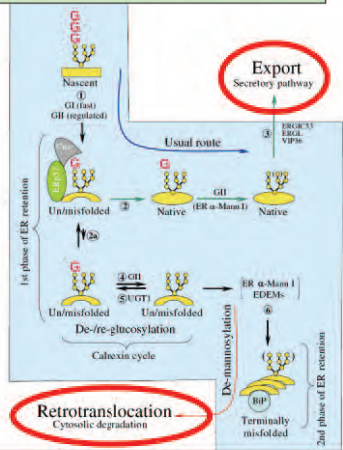 G
G
G
Nascent
①
GI (fast)
GII (regulated)
Usual route
Export
Secretory pathway
③
ERGIC53
ERGL
VIP36
ERp57
G
Un/misfolded
②
G
Native
GII
(ER α-Mann I)
Native
1st phase of ER retention
2a
G
Un/misfolded
④ GII
⑤ UGT1
Un/misfolded
De-/re-glucosylation
Calnexin cycle
ER α-Mann I
EDEMs
⑥
De-mannosylation
BiP
Terminally
misfolded
2nd phase of ER retention
Retrotranslocation
Cytosolic degradation